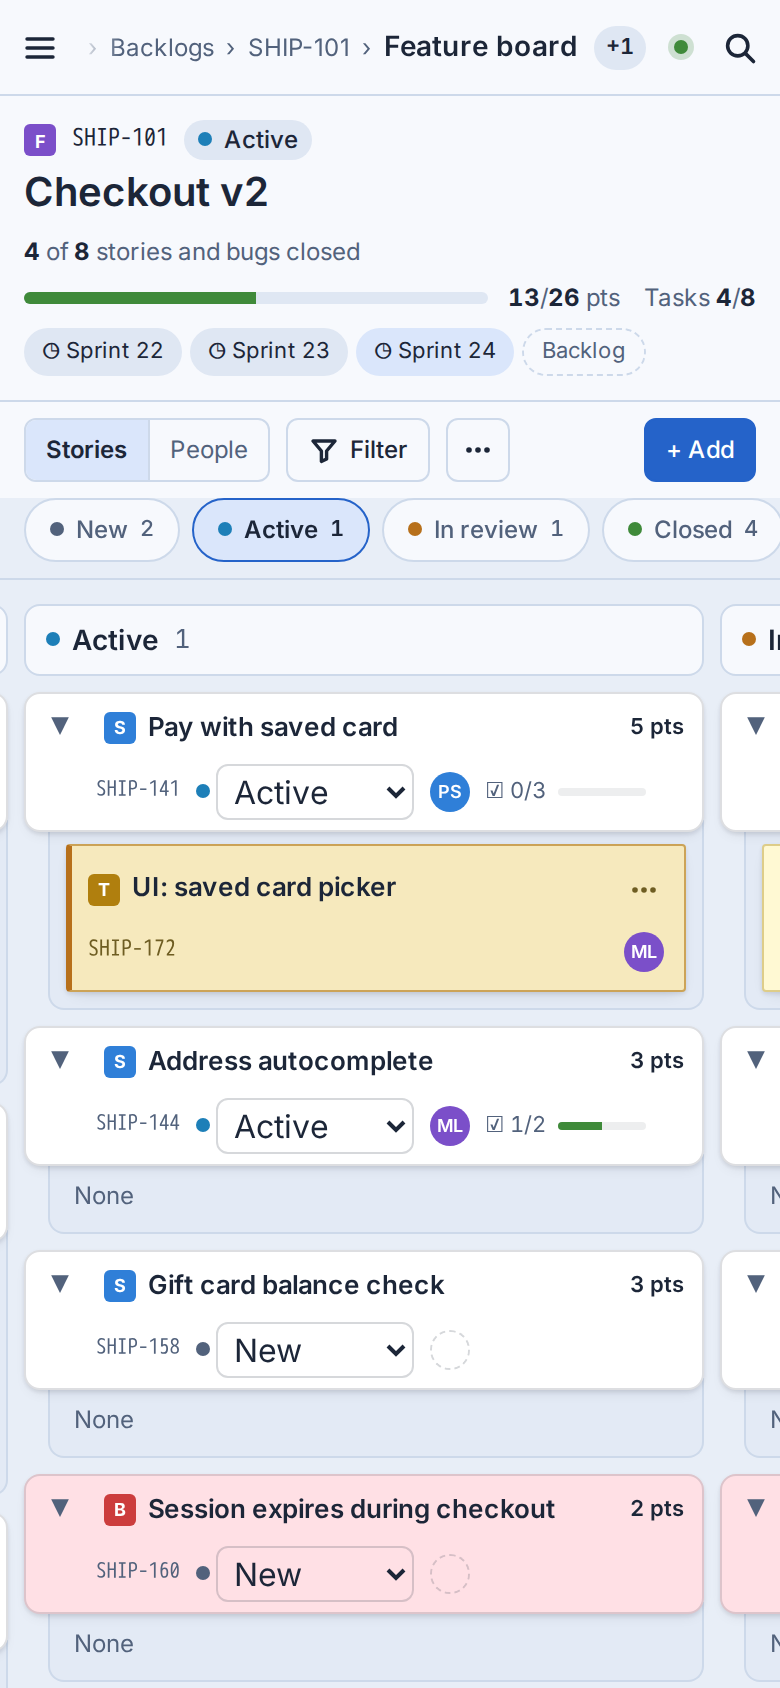 › Backlogs › SHIP-101 › Feature board +1
F SHIP-101 Active
Checkout v2
4 of 8 stories and bugs closed
13/26 pts Tasks 4/8
Sprint 22 Sprint 23 Sprint 24 Backlog
Stories People Filter ••• + Add
New 2 Active 1 In review 1 Closed 4
Active 1
▼ S Pay with saved card 5 pts ▼
SHIP-141 Active PS ☑ 0/3
T UI: saved card picker •••
SHIP-172 ML
▼ S Address autocomplete 3 pts ▼
SHIP-144 Active ML ☑ 1/2
None
▼ S Gift card balance check 3 pts ▼
SHIP-158 New
None
▼ B Session expires during checkout 2 pts ▼
SHIP-160 New
None